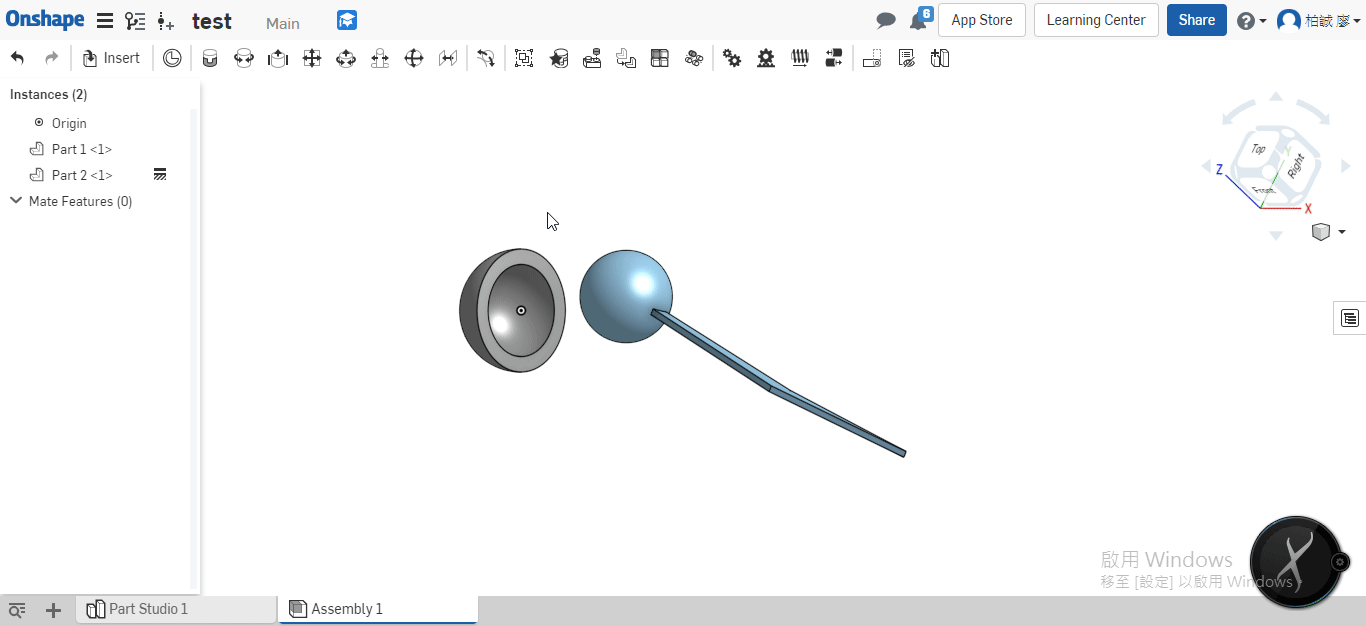 Onshape test Main 6 App Store Learning Center Share ? 柏誠 廖
Insert
Instances (2)
Origin
Part 1 <1>
Part 2 <1>
Mate Features (0)
Top
Right
Z
Y
X
啟用 Windows
移至 [設定] 以啟用 Windows。
Part Studio 1 Assembly 1